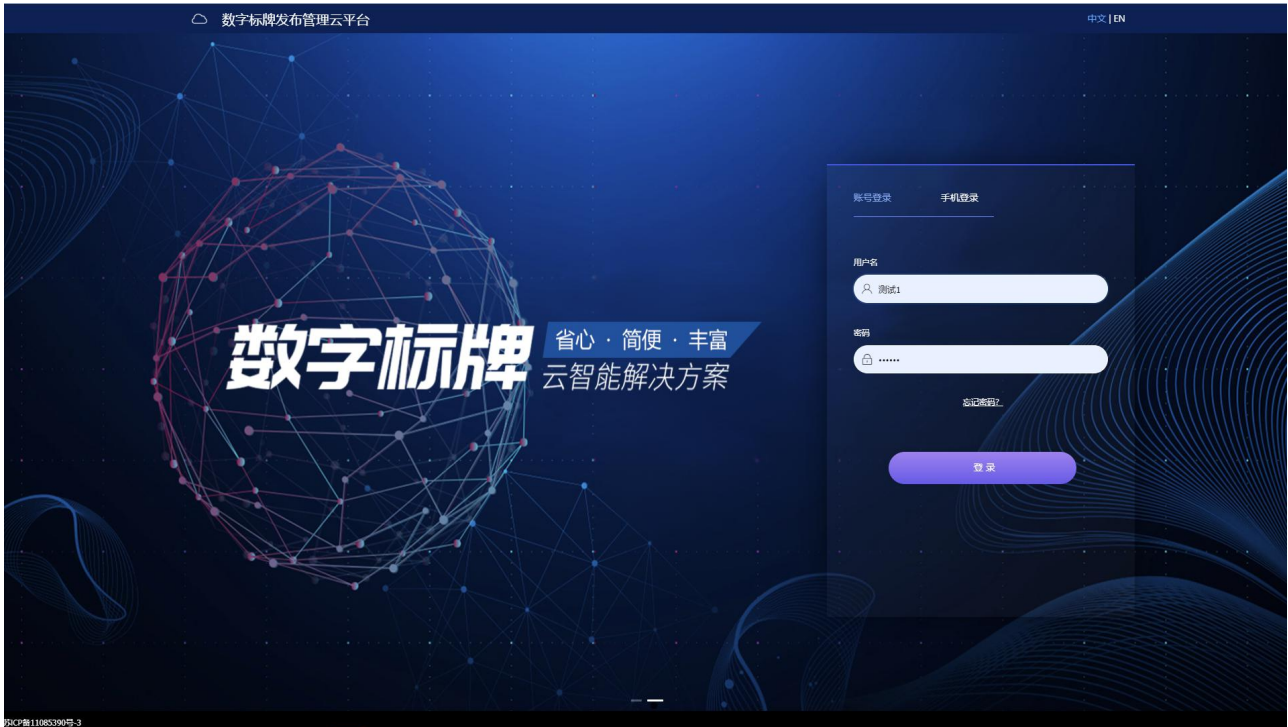 数字标牌发布管理云平台
中文 | EN
账号登录 手机登录
用户名
测试1
密码
••••••
忘记密码?
登 录
数字标牌
省心 · 简便 · 丰富
云智能解决方案
苏ICP备11085390号-3